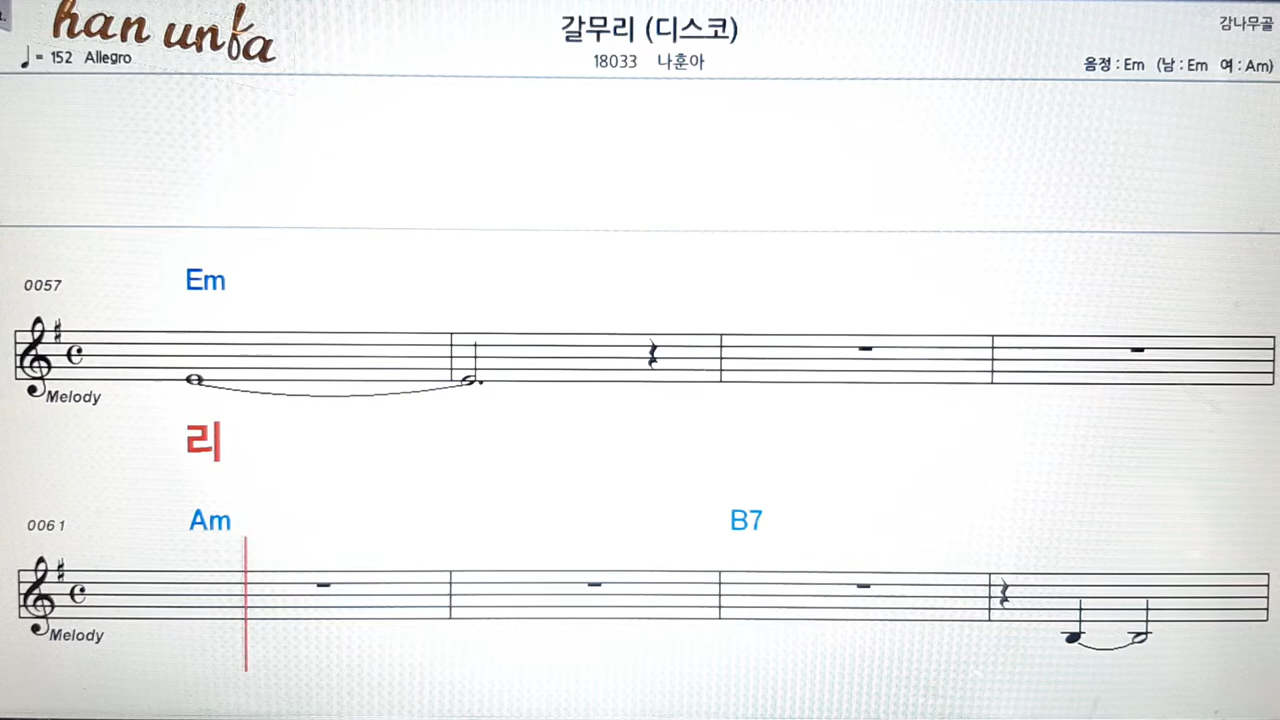 han unfa
갈무리 (디스코)
감나무골
♩ = 152 Allegro
18033 나훈아
음정 : Em (남 : Em 여 : Am)
0057
Em
Melody
리
0061
Am
B7
Melody